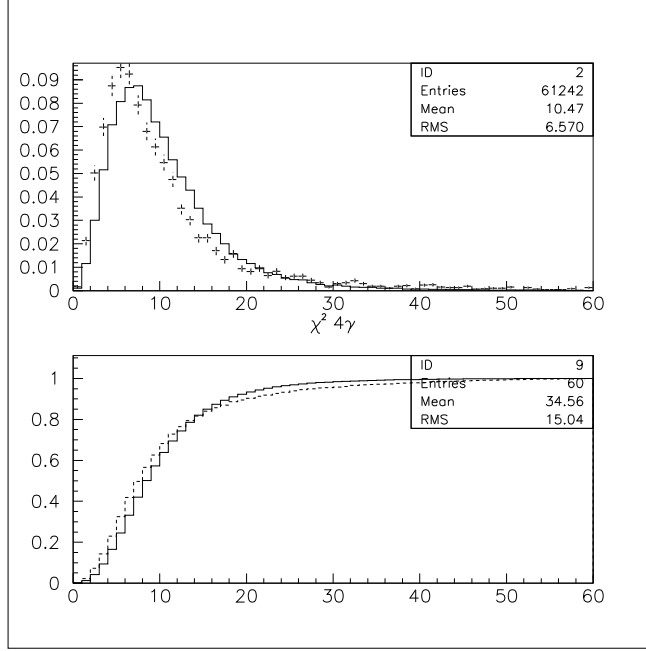 ID 2
Entries 61242
Mean 10.47
RMS 6.570
0.09
0.08
0.07
0.06
0.05
0.04
0.03
0.02
0.01
0
0 10 20 30 40 50 60
χ² 4γ
ID 9
Entries 60
Mean 34.56
RMS 15.04
1
0.8
0.6
0.4
0.2
0
0 10 20 30 40 50 60